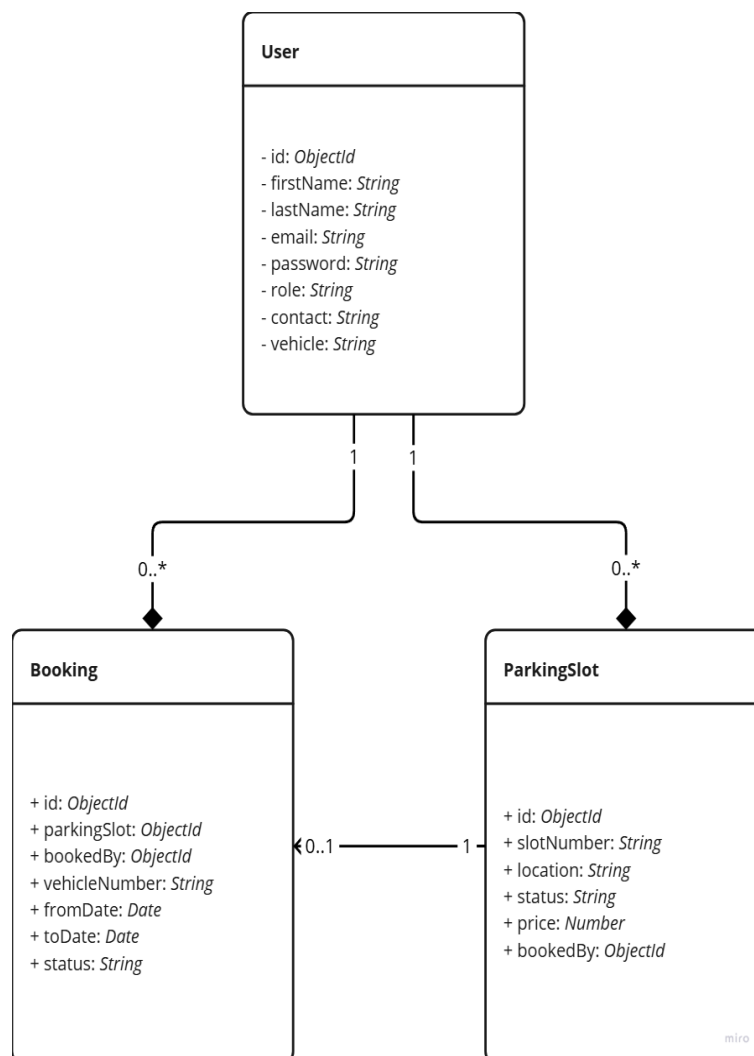 User
- id: ObjectId
- firstName: String
- lastName: String
- email: String
- password: String
- role: String
- contact: String
- vehicle: String
1
1
0..*
0..*
Booking
+ id: ObjectId
+ parkingSlot: ObjectId
+ bookedBy: ObjectId
+ vehicleNumber: String
+ fromDate: Date
+ toDate: Date
+ status: String
0..1
1
ParkingSlot
+ id: ObjectId
+ slotNumber: String
+ location: String
+ status: String
+ price: Number
+ bookedBy: ObjectId
miro